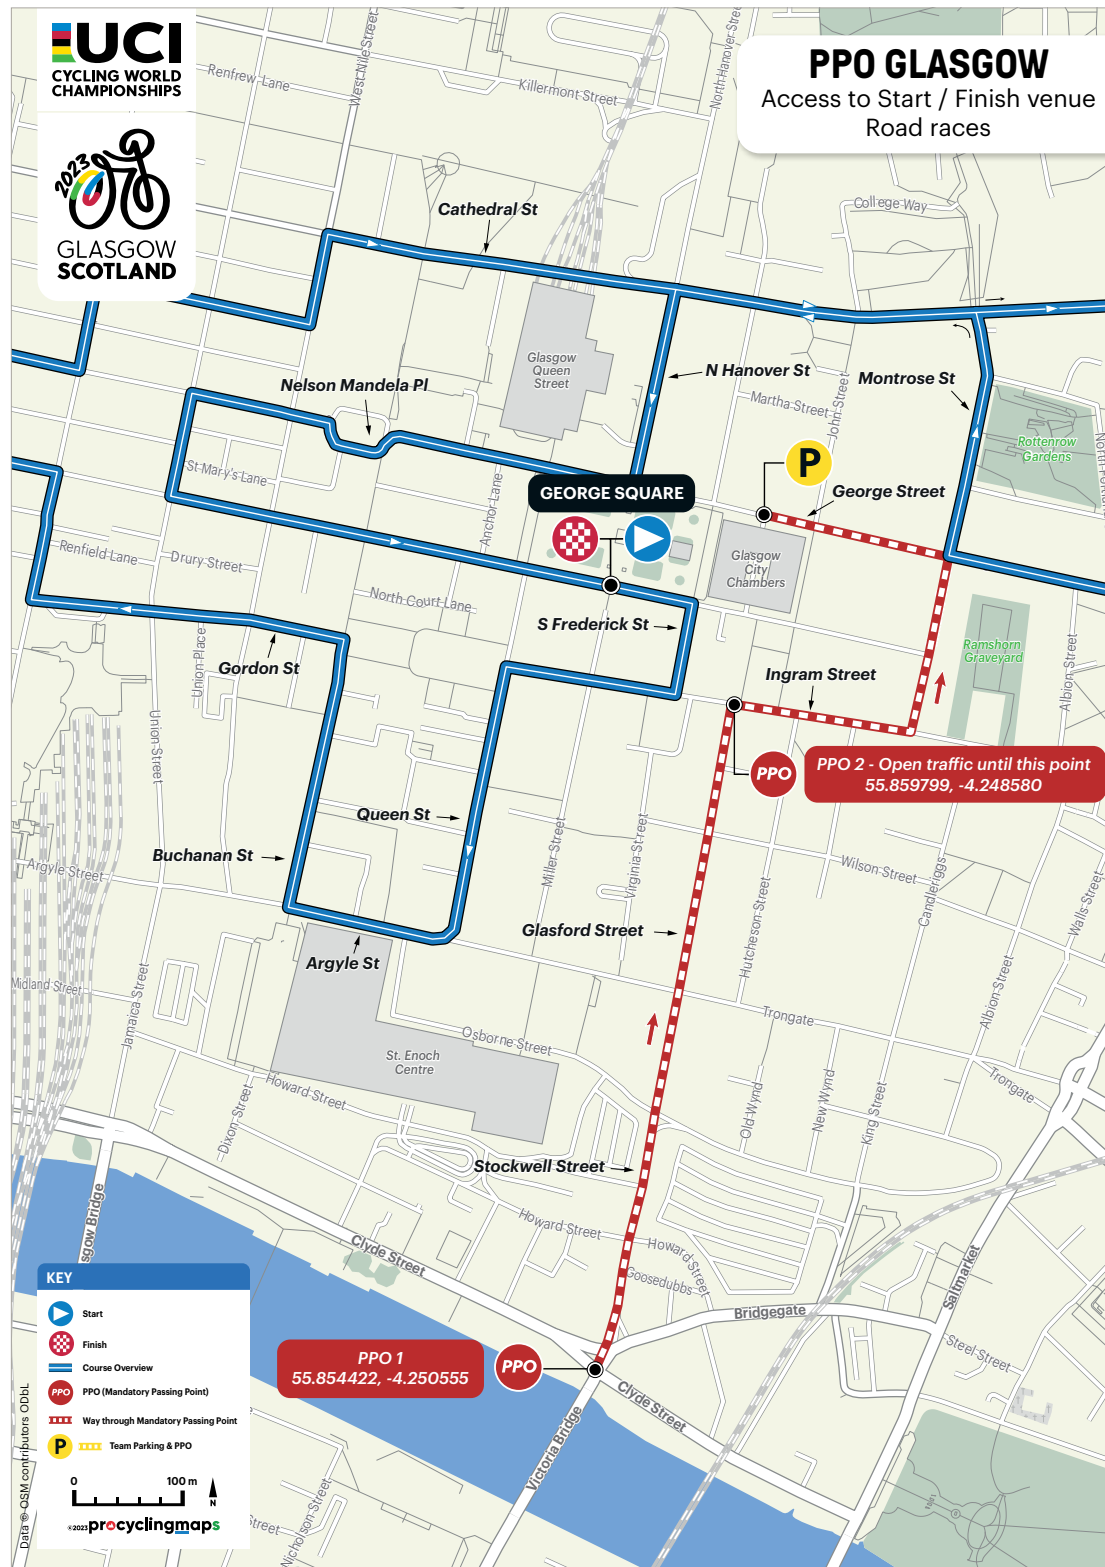 UCI
CYCLING WORLD
CHAMPIONSHIPS
2023
GLASGOW
SCOTLAND
PPO GLASGOW
Access to Start / Finish venue
Road races
Renfrew Lane
West Nile Street
Killermont Street
North Hanover Street
College Way
Cathedral St
Glasgow
Queen
Street
N Hanover St
Montrose St
Martha Street
John Street
Nelson Mandela Pl
Rottenrow
Gardens
St Mary's Lane
Anchor Lane
P
George Street
GEORGE SQUARE
Renfield Lane
Drury Street
Glasgow
City
Chambers
North Court Lane
S Frederick St
Ramshorn
Graveyard
Albion Street
Gordon St
Union Place
Ingram Street
Union Street
PPO
PPO 2 - Open traffic until this point
55.859799, -4.248580
Queen St
Miller Street
Virginia Street
Buchanan St
Argyle Street
Wilson Street
Candleriggs
Walls Street
Hutcheson Street
Glasford Street
Argyle St
Midland Street
Jamaica Street
Albion Street
Trongate
Osborne Street
St. Enoch
Centre
Trongate
Howard Street
Dixon Street
Old Wynd
New Wynd
King Street
Stockwell Street
Howard Street
Clyde Street
Howard Street
Goosedubbs
Saltmarket
Bridgegate
Steel Street
PPO 1
55.854422, -4.250555
PPO
Clyde Street
Victoria Bridge
Nicholson Street
Street
KEY
Start
Finish
Course Overview
PPO
PPO (Mandatory Passing Point)
Way through Mandatory Passing Point
P
Team Parking & PPO
0
100 m
N
©2023 procyclingmaps
Data © OSM contributors ODbL